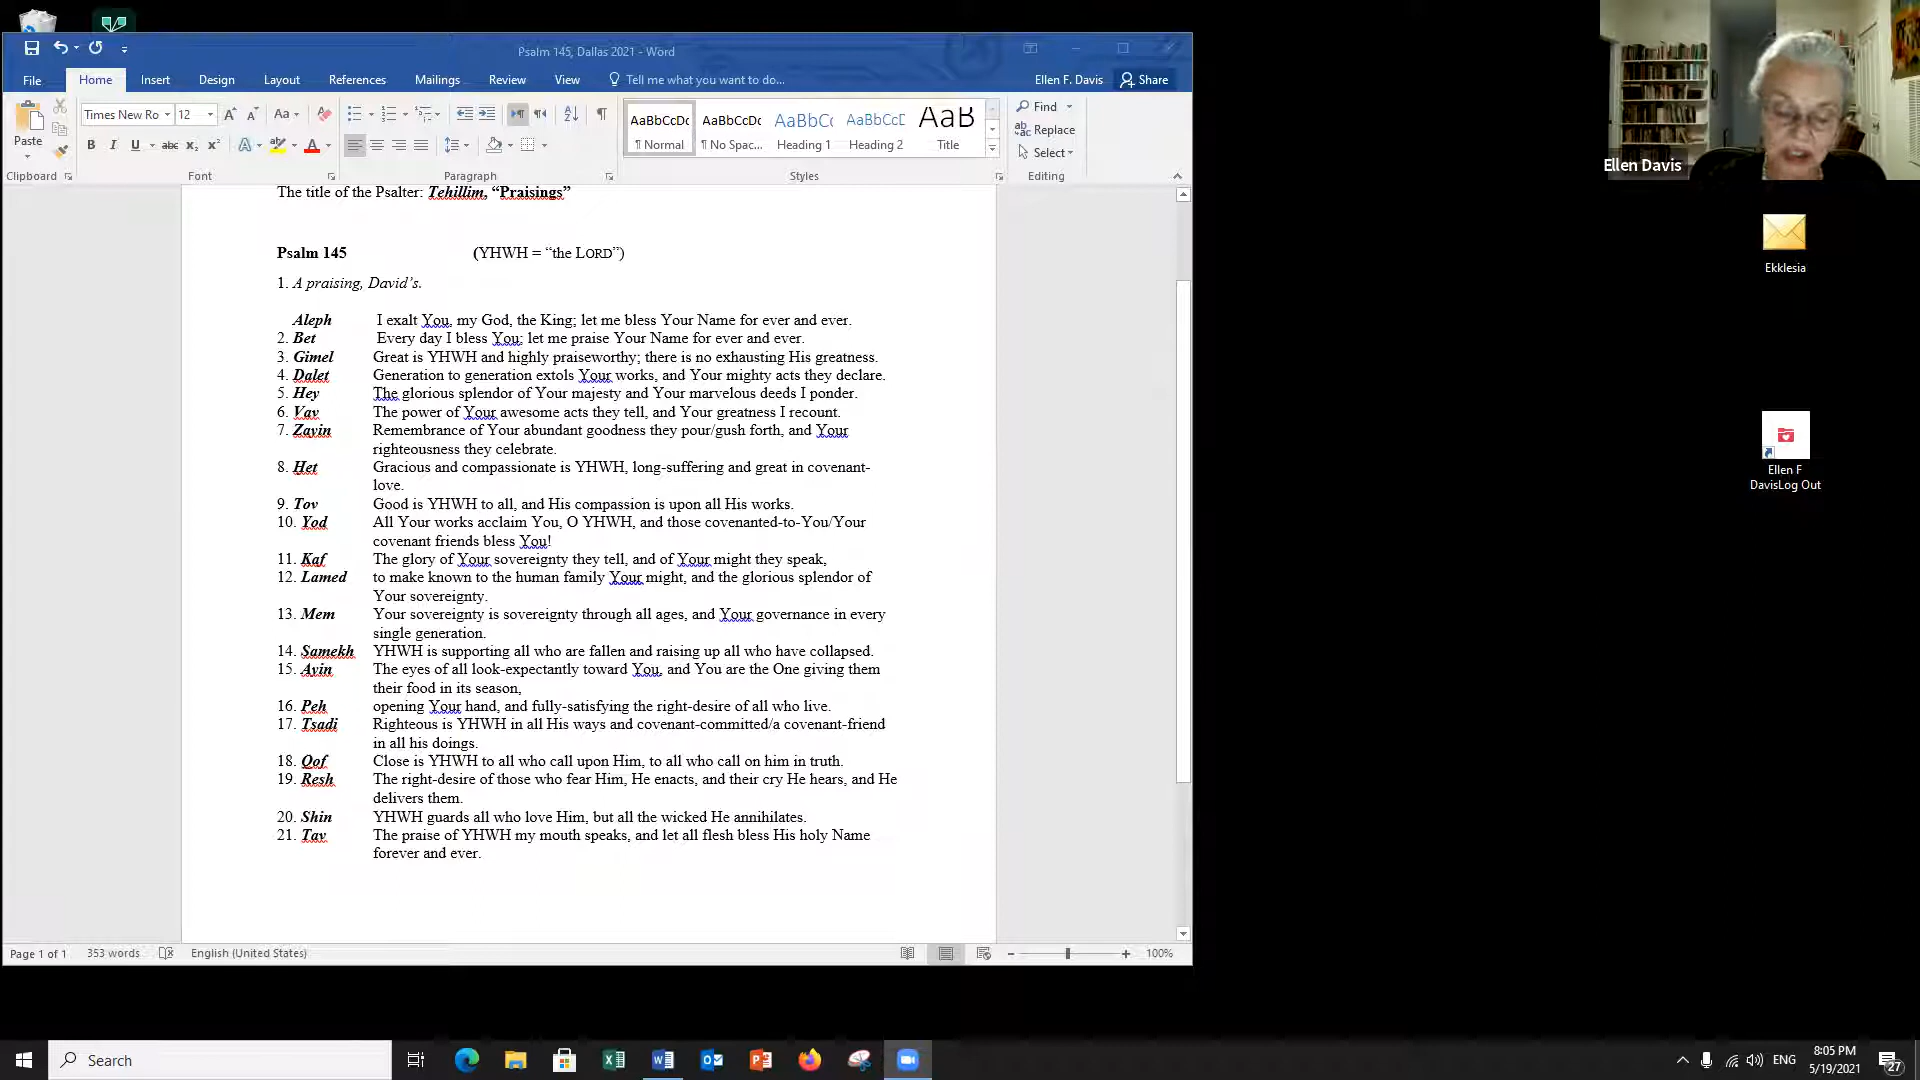 Psalm 145, Dallas 2021 - Word
File Home Insert Design Layout References Mailings Review View Tell me what you want to do... Ellen F. Davis Share
Times New Ro 12 Aa
Paste
B I U abc x₂ x² A A
AaBbCcDc AaBbCcDc AaBbCc AaBbCcD AaB
¶ Normal ¶ No Spac... Heading 1 Heading 2 Title
Find
Replace
Select
Clipboard Font Paragraph Styles Editing
The title of the Psalter: Tehillim, “Praisings”
Psalm 145 (YHWH = “the LORD”)
1. A praising, David’s.
Aleph I exalt You, my God, the King; let me bless Your Name for ever and ever.
2. Bet Every day I bless You; let me praise Your Name for ever and ever.
3. Gimel Great is YHWH and highly praiseworthy; there is no exhausting His greatness.
4. Dalet Generation to generation extols Your works, and Your mighty acts they declare.
5. Hey The glorious splendor of Your majesty and Your marvelous deeds I ponder.
6. Vav The power of Your awesome acts they tell, and Your greatness I recount.
7. Zayin Remembrance of Your abundant goodness they pour/gush forth, and Your
righteousness they celebrate.
8. Het Gracious and compassionate is YHWH, long-suffering and great in covenant-
love.
9. Tov Good is YHWH to all, and His compassion is upon all His works.
10. Yod All Your works acclaim You, O YHWH, and those covenanted-to-You/Your
covenant friends bless You!
11. Kaf The glory of Your sovereignty they tell, and of Your might they speak,
12. Lamed to make known to the human family Your might, and the glorious splendor of
Your sovereignty.
13. Mem Your sovereignty is sovereignty through all ages, and Your governance in every
single generation.
14. Samekh YHWH is supporting all who are fallen and raising up all who have collapsed.
15. Ayin The eyes of all look-expectantly toward You, and You are the One giving them
their food in its season,
16. Peh opening Your hand, and fully-satisfying the right-desire of all who live.
17. Tsadi Righteous is YHWH in all His ways and covenant-committed/a covenant-friend
in all his doings.
18. Qof Close is YHWH to all who call upon Him, to all who call on him in truth.
19. Resh The right-desire of those who fear Him, He enacts, and their cry He hears, and He
delivers them.
20. Shin YHWH guards all who love Him, but all the wicked He annihilates.
21. Tav The praise of YHWH my mouth speaks, and let all flesh bless His holy Name
forever and ever.
Page 1 of 1 353 words English (United States) 100%
Ellen Davis
Ekklesia
Ellen F
DavisLog Out
Search
ENG
8:05 PM
5/19/2021
27